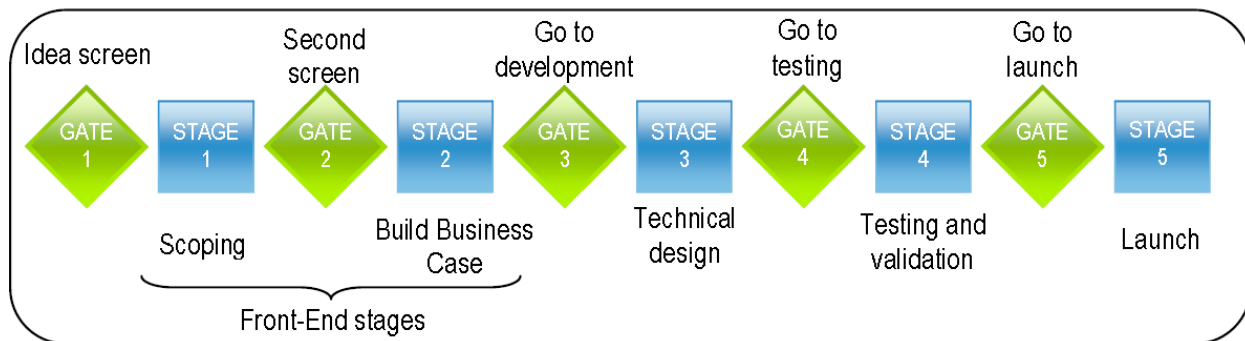 Idea screen
Second
screen
Go to
development
Go to
testing
Go to
launch
GATE
1
STAGE
1
GATE
2
STAGE
2
GATE
3
STAGE
3
GATE
4
STAGE
4
GATE
5
STAGE
5
Scoping
Build Business
Case
Technical
design
Testing and
validation
Launch
Front-End stages